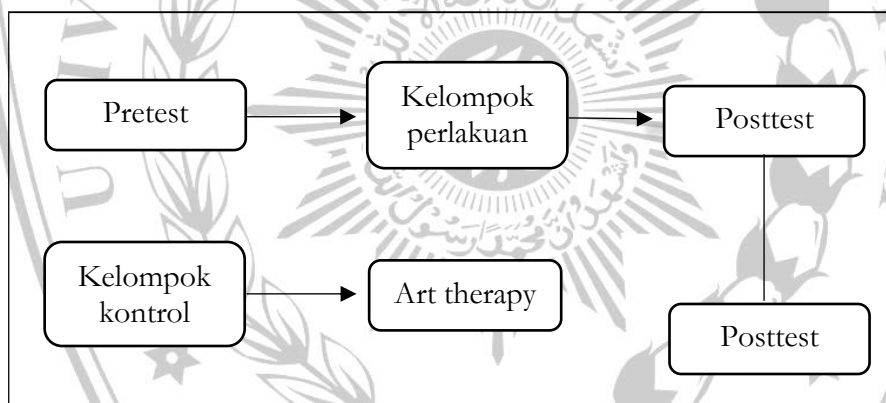 Pretest
Kelompok
perlakuan
Posttest
Kelompok
kontrol
Art therapy
Posttest